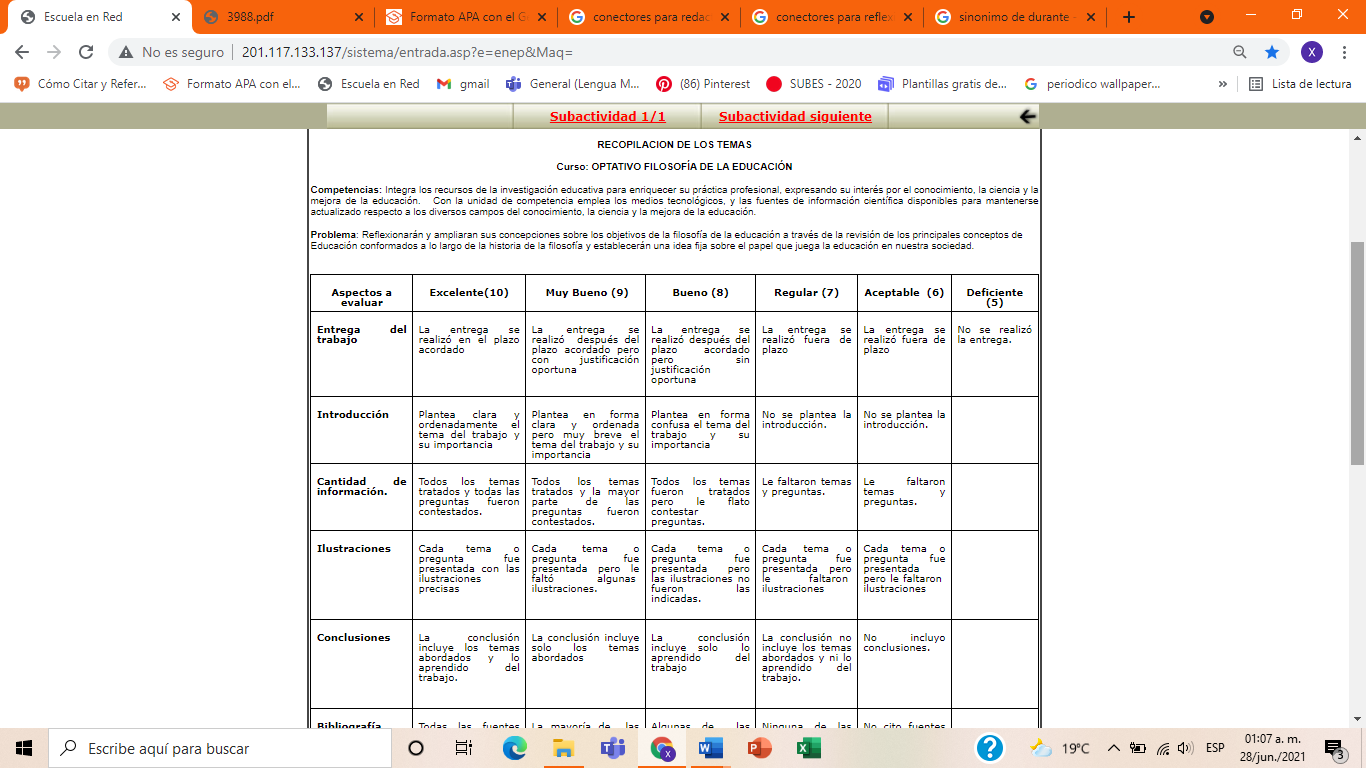 Escuela en Red
3988.pdf
Formato APA con el G
conectores para redac
conectores para reflex
sinonimo de durante -
No es seguro
201.117.133.137/sistema/entrada.asp?e=enep&Maq=
X
Cómo Citar y Refer...
Formato APA con el...
Escuela en Red
gmail
General (Lengua M...
(86) Pinterest
SUBES - 2020
Plantillas gratis de...
periodico wallpaper...
»
Lista de lectura
Subactividad 1/1
Subactividad siguiente
RECOPILACION DE LOS TEMAS
Curso: OPTATIVO FILOSOFÍA DE LA EDUCACIÓN
Competencias: Integra los recursos de la investigación educativa para enriquecer su práctica profesional, expresando su interés por el conocimiento, la ciencia y la
mejora de la educación. Con la unidad de competencia emplea los medios tecnológicos, y las fuentes de información científica disponibles para mantenerse
actualizado respecto a los diversos campos del conocimiento, la ciencia y la mejora de la educación.
Problema: Reflexionarán y ampliaran sus concepciones sobre los objetivos de la filosofía de la educación a través de la revisión de los principales conceptos de
Educación conformados a lo largo de la historia de la filosofía y establecerán una idea fija sobre el papel que juega la educación en nuestra sociedad.
Aspectos a
evaluar
Excelente(10)
Muy Bueno (9)
Bueno (8)
Regular (7)
Aceptable (6)
Deficiente
(5)
Entrega del
trabajo
La entrega se
realizó en el plazo
acordado
La entrega se
realizó después del
plazo acordado pero
con justificación
oportuna
La entrega se
realizó después del
plazo acordado
pero sin
justificación
oportuna
La entrega se
realizó fuera de
plazo
La entrega se
realizó fuera de
plazo
No se realizó
la entrega.
Introducción
Plantea clara y
ordenadamente el
tema del trabajo y
su importancia
Plantea en forma
clara y ordenada
pero muy breve el
tema del trabajo y su
importancia
Plantea en forma
confusa el tema del
trabajo y su
importancia
No se plantea la
introducción.
No se plantea la
introducción.
Cantidad de
información.
Todos los temas
tratados y todas las
preguntas fueron
contestados.
Todos los temas
tratados y la mayor
parte de las
preguntas fueron
contestados.
Todos los temas
fueron tratados
pero le flato
contestar
preguntas.
Le faltaron temas
y preguntas.
Le faltaron
temas y
preguntas.
Ilustraciones
Cada tema o
pregunta fue
presentada con las
ilustraciones
precisas
Cada tema o
pregunta fue
presentada pero le
faltó algunas
ilustraciones.
Cada tema o
pregunta fue
presentada pero
las ilustraciones no
fueron las
indicadas.
Cada tema o
pregunta fue
presentada pero
le faltaron
ilustraciones
Cada tema o
pregunta fue
presentada
pero le faltaron
ilustraciones
Conclusiones
La conclusión
incluye los temas
abordados y lo
aprendido del
trabajo.
La conclusión incluye
solo los temas
abordados
La conclusión
incluye solo lo
aprendido del
trabajo
La conclusión no
incluye los temas
abordados y ni lo
aprendido del
trabajo.
No incluyo
conclusiones.
Bibliografía
Todas las fuentes
La mayoría de las
Algunas de las
Ninguna de las
No cito fuentes
Escribe aquí para buscar
19°C
ESP
01:07 a. m.
28/jun./2021
3